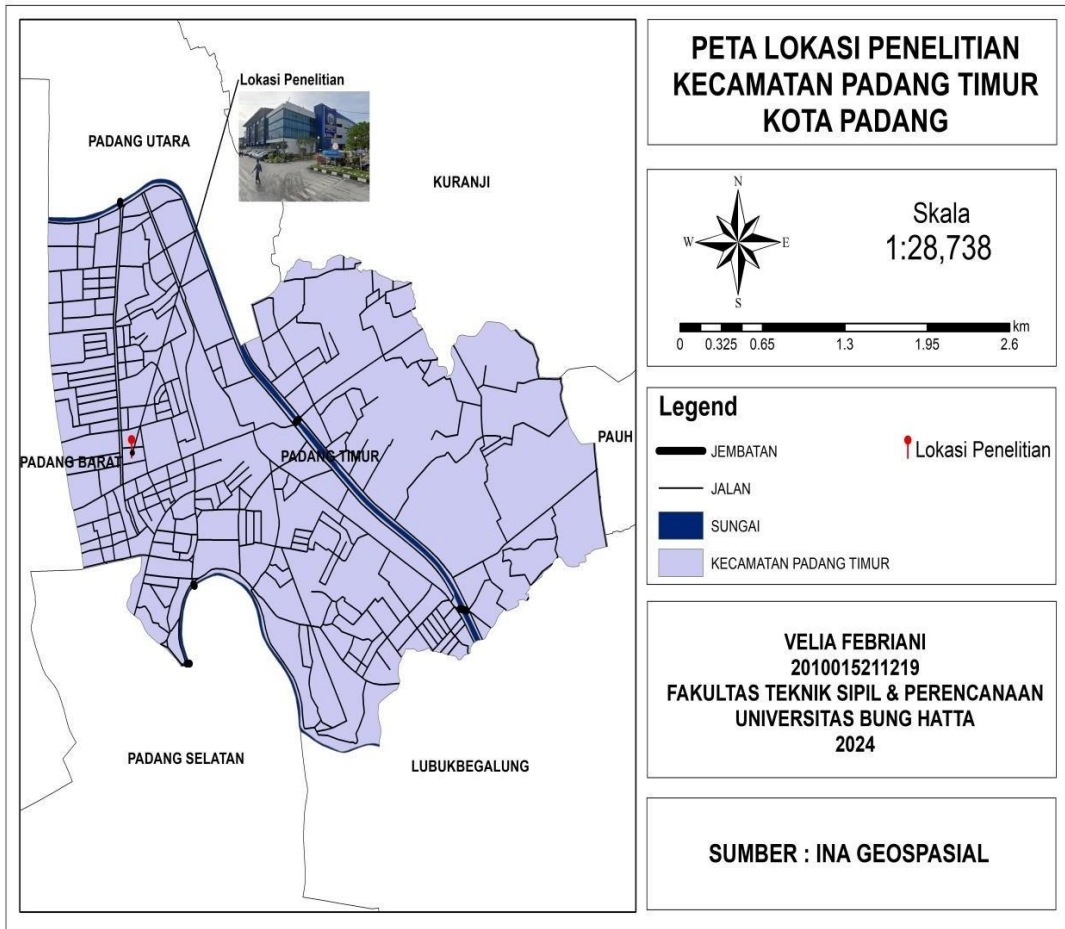 PETA LOKASI PENELITIAN
KECAMATAN PADANG TIMUR
KOTA PADANG
Lokasi Penelitian
PADANG UTARA
KURANJI
PAUH
PADANG BARAT
PADANG TIMUR
PADANG SELATAN
LUBUKBEGALUNG
N
W
E
S
Skala
1:28,738
km
0 0.325 0.65 1.3 1.95 2.6
Legend
JEMBATAN
Lokasi Penelitian
JALAN
SUNGAI
KECAMATAN PADANG TIMUR
VELIA FEBRIANI
2010015211219
FAKULTAS TEKNIK SIPIL & PERENCANAAN
UNIVERSITAS BUNG HATTA
2024
SUMBER : INA GEOSPASIAL